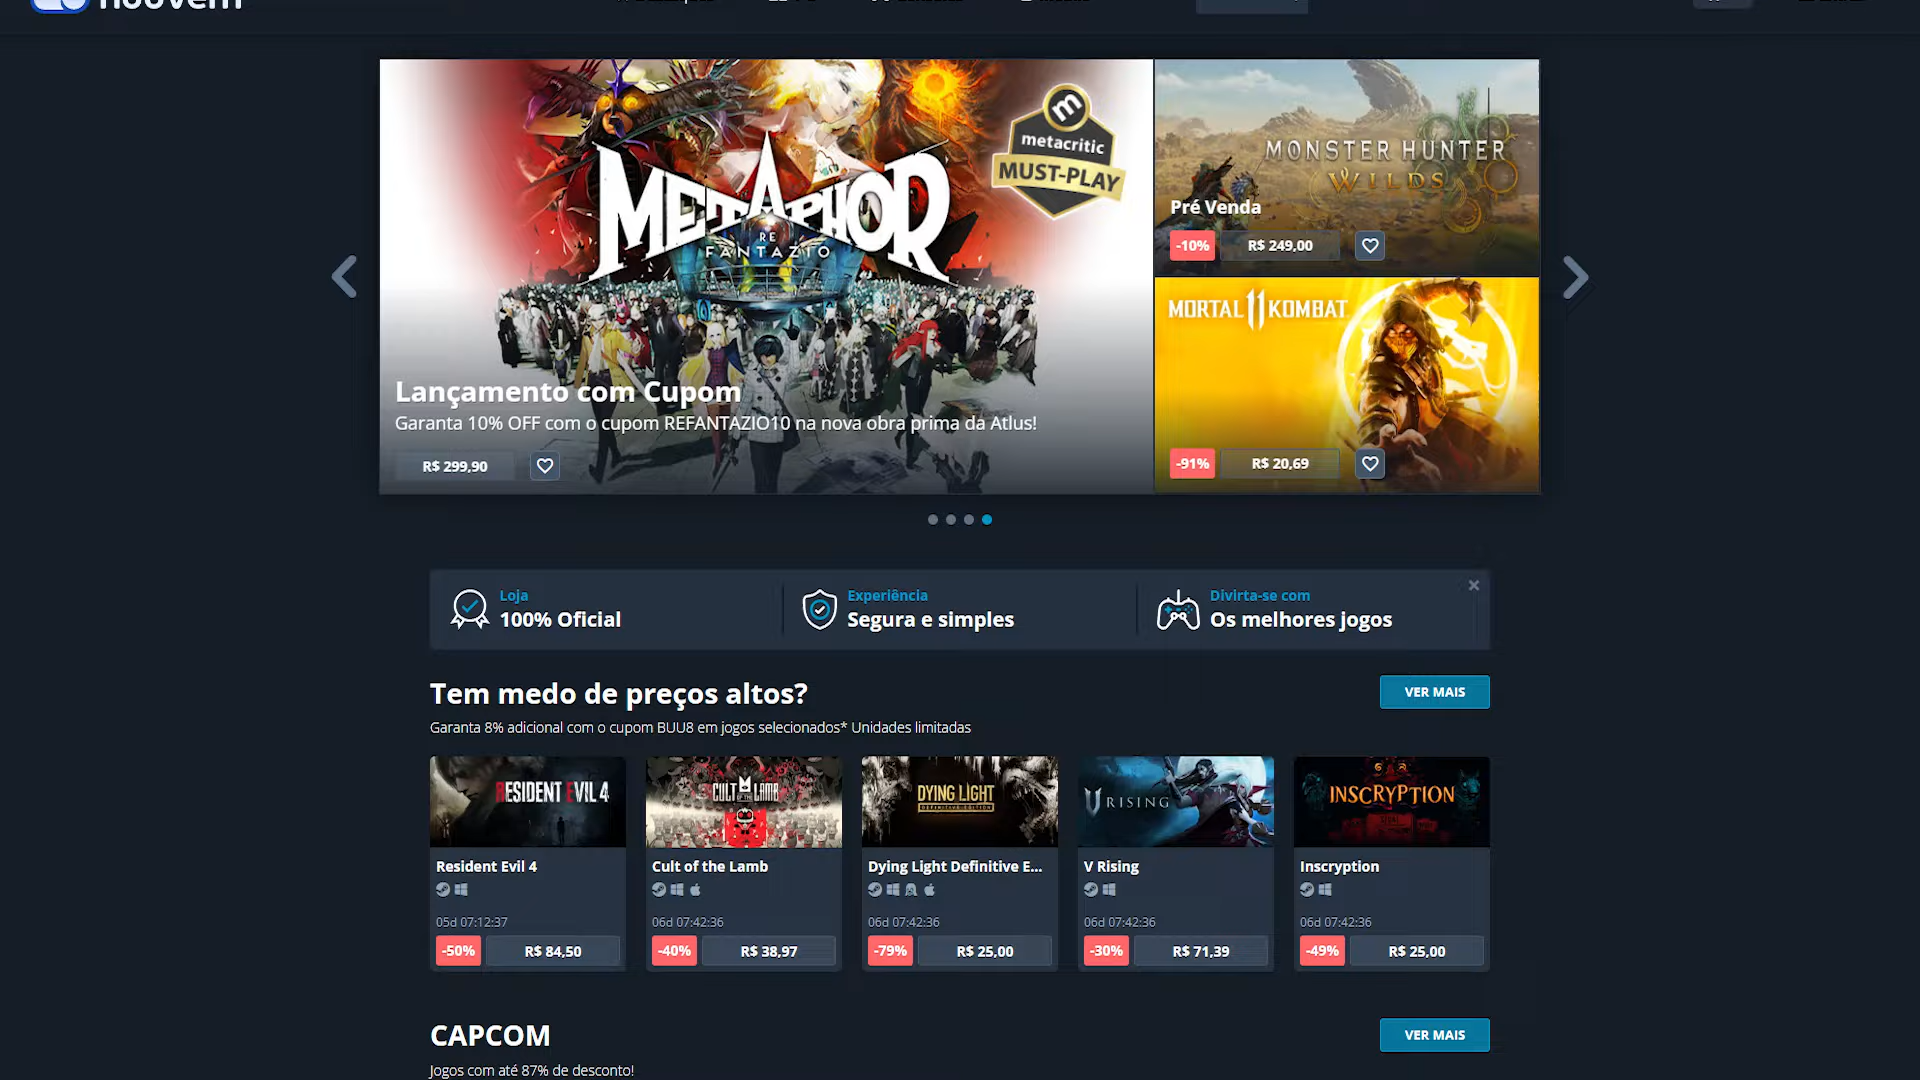 nuuvem
metacritic
MUST-PLAY
METAPHOR
RE
FANTAZIO
Lançamento com Cupom
Garanta 10% OFF com o cupom REFANTAZIO10 na nova obra prima da Atlus!
R$ 299,90
MONSTER HUNTER
WILDS
Pré Venda
-10% R$ 249,00
MORTAL 11 KOMBAT
-91% R$ 20,69
Loja
100% Oficial
Experiência
Segura e simples
Divirta-se com
Os melhores jogos
Tem medo de preços altos?
VER MAIS
Garanta 8% adicional com o cupom BUU8 em jogos selecionados* Unidades limitadas
RESIDENT EVIL 4
Resident Evil 4
05d 07:12:37
-50% R$ 84,50
CULT OF THE LAMB
Cult of the Lamb
06d 07:42:36
-40% R$ 38,97
DYING LIGHT
DEFINITIVE EDITION
Dying Light Definitive E...
06d 07:42:36
-79% R$ 25,00
V RISING
V Rising
06d 07:42:36
-30% R$ 71,39
INSCRYPTION
Inscryption
06d 07:42:36
-49% R$ 25,00
CAPCOM
VER MAIS
Jogos com até 87% de desconto!